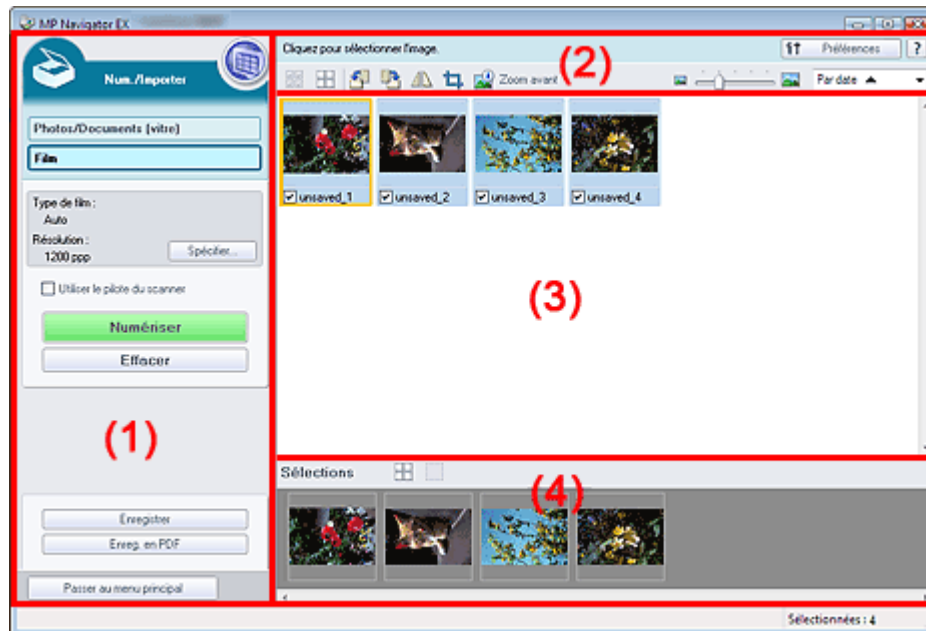 MP Navigator EX
Num./Importer
Photos/Documents (vitre)
Film
Type de film :
Auto
Résolution :
1200 ppp
Spécifier...
Utiliser le pilote du scanner
Numériser
Effacer
(1)
Enregistrer
Enreg. en PDF
Passer au menu principal
Cliquez pour sélectionner l'image.
Préférences
?
Zoom avant
(2)
Par date
unsaved_1
unsaved_2
unsaved_3
unsaved_4
(3)
Sélections
(4)
Sélectionnées : 4